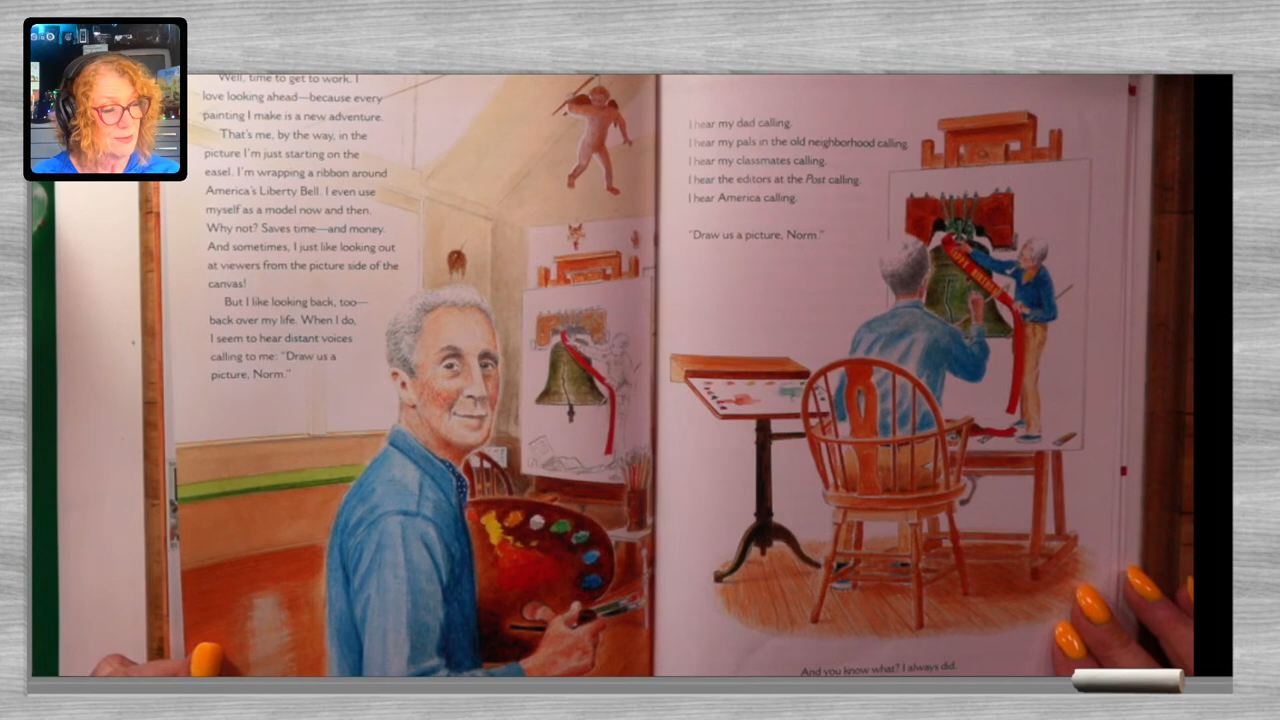 Well, time to get to work. I
love looking ahead—because every
painting I make is a new adventure.
That's me, by the way, in the
picture I'm just starting on the
easel. I'm wrapping a ribbon around
America's Liberty Bell. I even use
myself as a model now and then.
Why not? Saves time—and money.
And sometimes, I just like looking out
at viewers from the picture side of the
canvas!
But I like looking back, too—
back over my life. When I do,
I seem to hear distant voices
calling to me: "Draw us a
picture, Norm."
I hear my dad calling.
I hear my pals in the old neighborhood calling.
I hear my classmates calling.
I hear the editors at the Post calling.
I hear America calling.
"Draw us a picture, Norm."
HAPPY BIRTHDAY
And you know what? I always did.